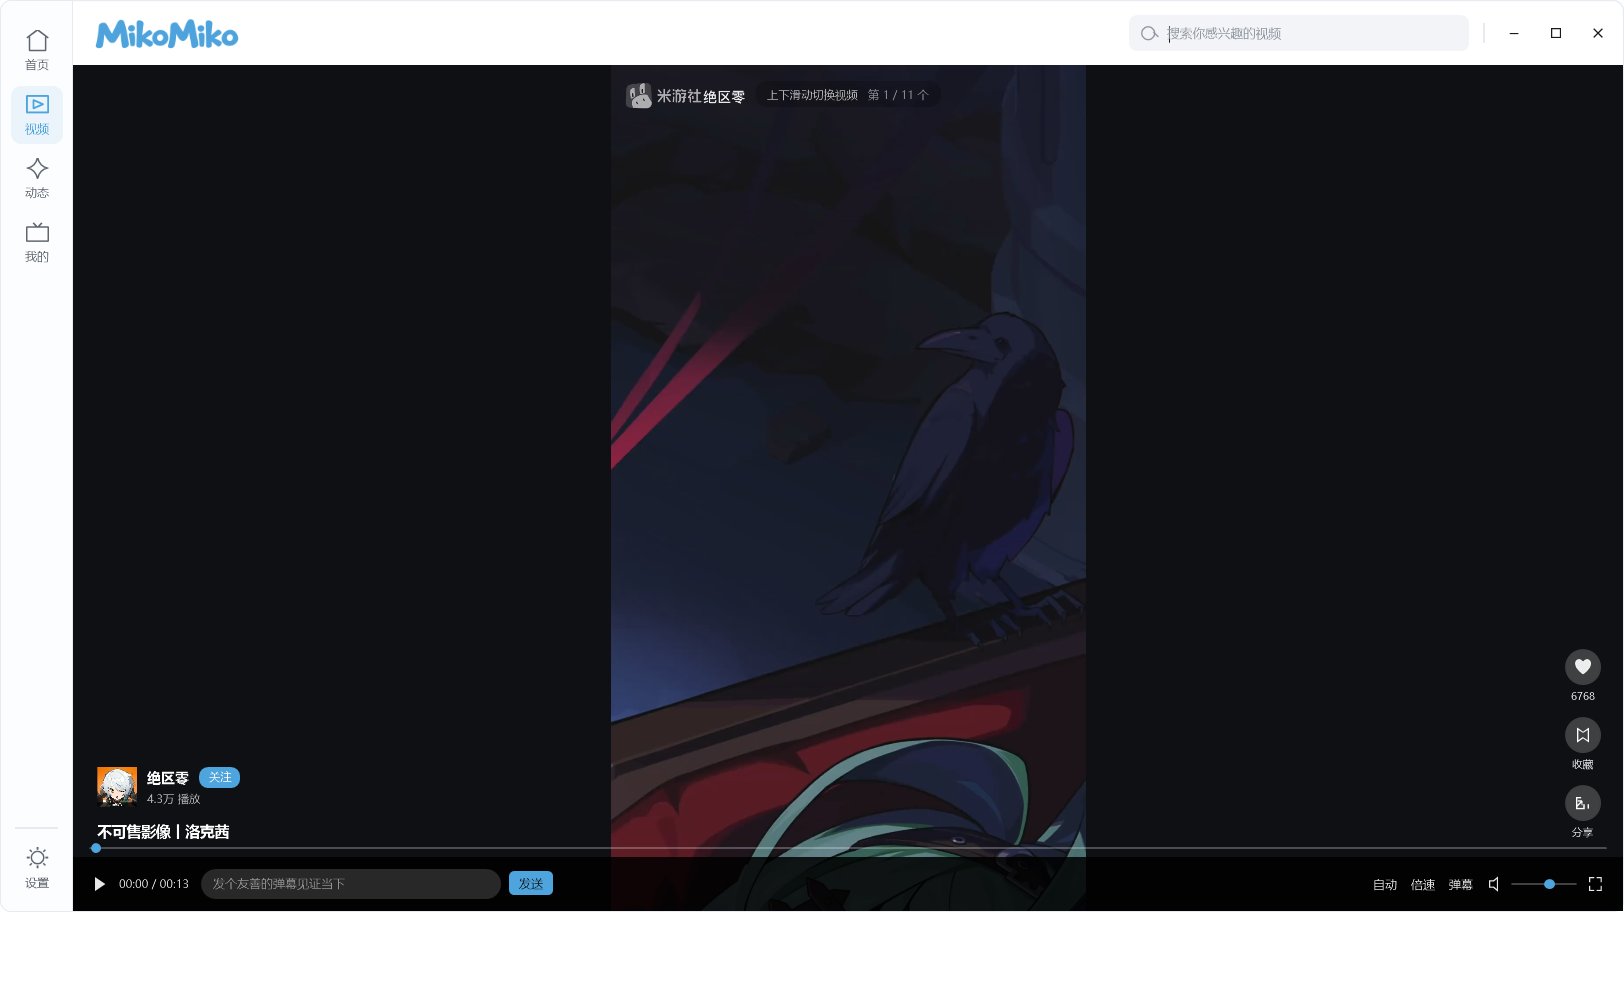 MikoMiko
搜索你感兴趣的视频
首页
视频
动态
我的
设置
米游社绝区零
上下滑动切换视频 第 1 / 11 个
6768
收藏
分享
绝区零 关注
4.3万 播放
不可售影像丨洛克茜
00:00 / 00:13
发个友善的弹幕见证当下
发送
自动 倍速 弹幕